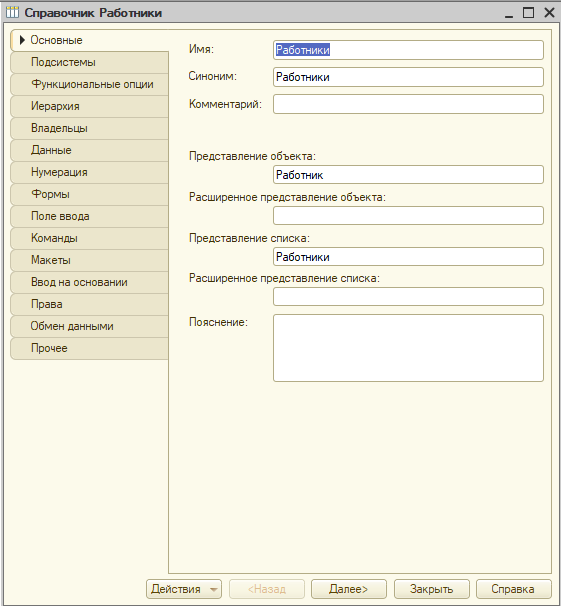 Справочник Работники
Основные
Подсистемы
Функциональные опции
Иерархия
Владельцы
Данные
Нумерация
Формы
Поле ввода
Команды
Макеты
Ввод на основании
Права
Обмен данными
Прочее
Имя: Работники
Синоним: Работники
Комментарий:
Представление объекта:
Работник
Расширенное представление объекта:
Представление списка:
Работники
Расширенное представление списка:
Пояснение:
Действия <Назад Далее> Закрыть Справка